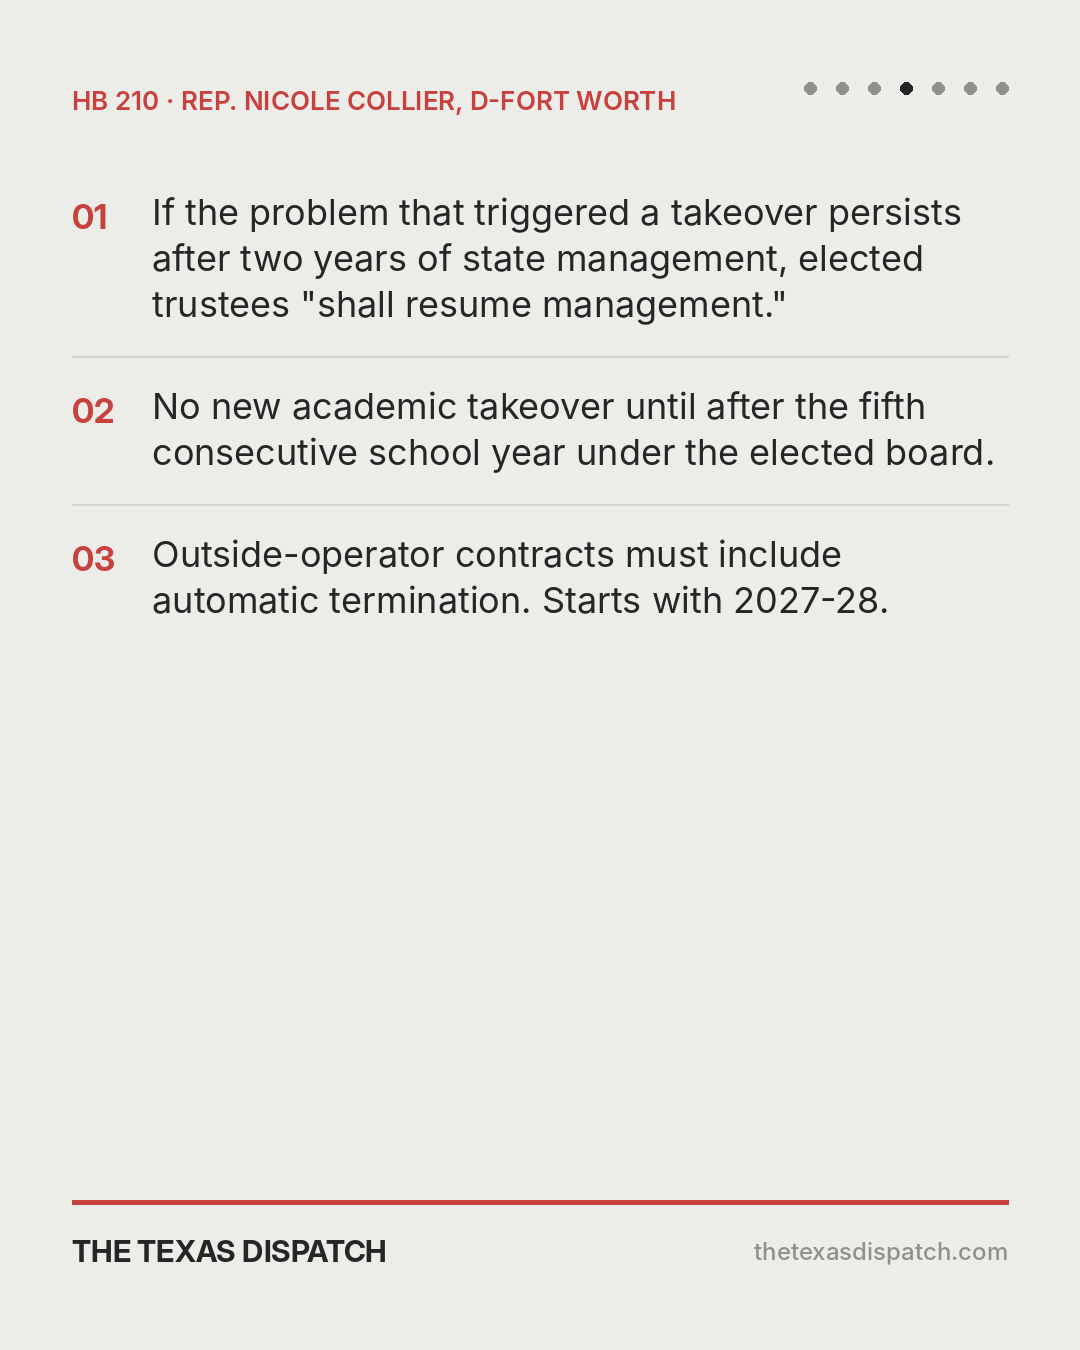 HB 210 · REP. NICOLE COLLIER, D-FORT WORTH
01 If the problem that triggered a takeover persists
after two years of state management, elected
trustees "shall resume management."
02 No new academic takeover until after the fifth
consecutive school year under the elected board.
03 Outside-operator contracts must include
automatic termination. Starts with 2027-28.
THE TEXAS DISPATCH
thetexasdispatch.com